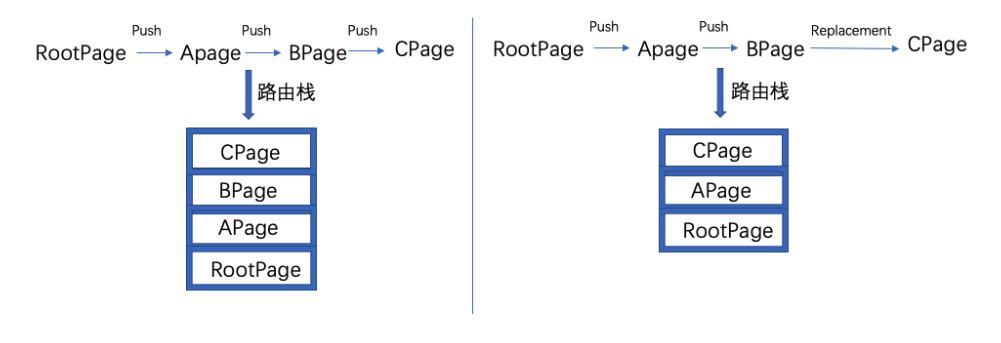 Push Push Push
RootPage Apage BPage CPage
路由栈
CPage
BPage
APage
RootPage
Push Push Replacement
RootPage Apage BPage CPage
路由栈
CPage
APage
RootPage